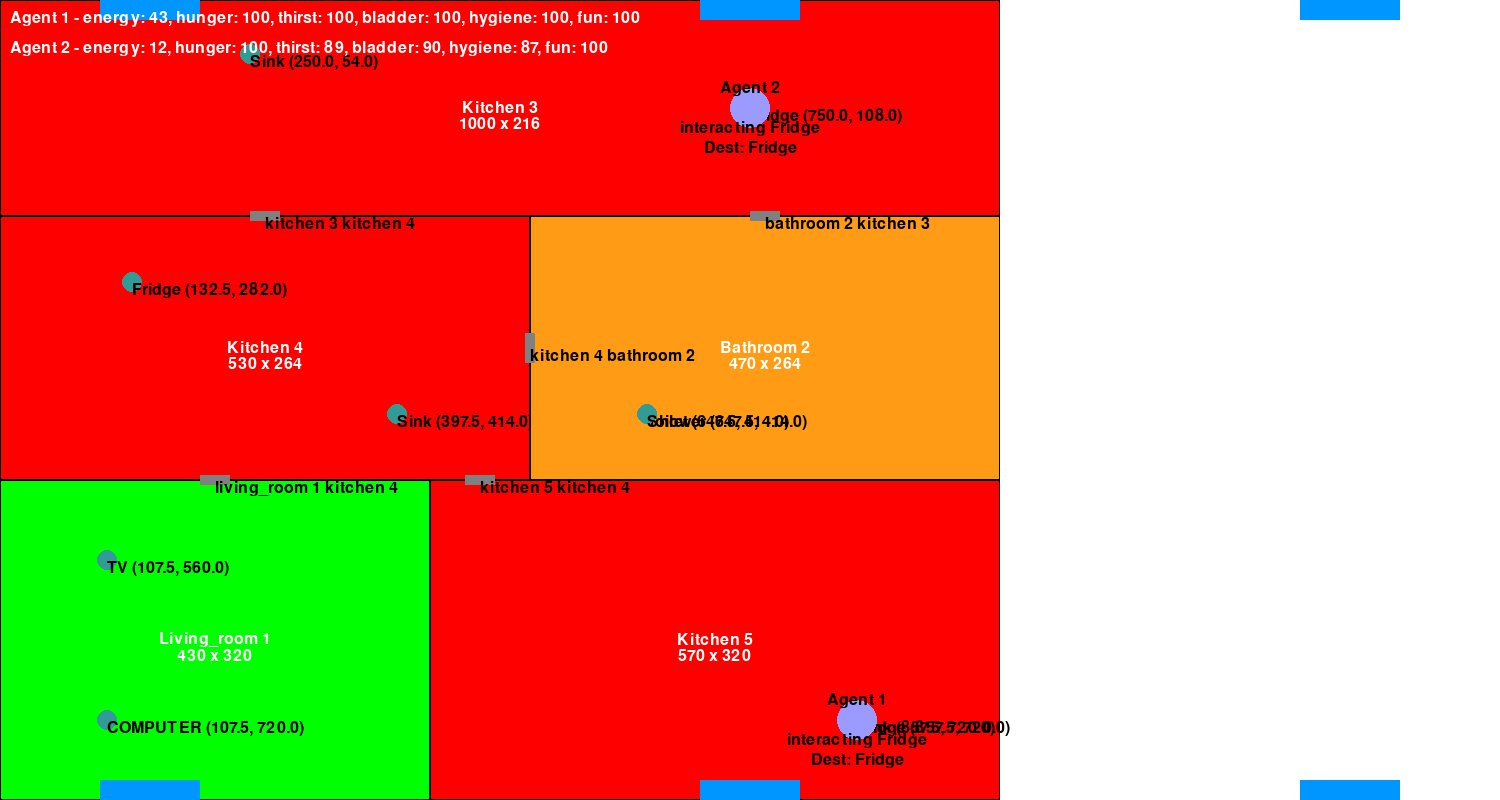 Agent 1 - energy: 43, hunger: 100, thirst: 100, bladder: 100, hygiene: 100, fun: 100
Agent 2 - energy: 12, hunger: 100, thirst: 89, bladder: 90, hygiene: 87, fun: 100
Sink (250.0, 54.0)
Agent 2
Kitchen 3
1000 x 216
(750.0, 108.0)
interacting Fridge
Dest: Fridge
kitchen 3 kitchen 4
bathroom 2 kitchen 3
Fridge (132.5, 282.0)
Kitchen 4
530 x 264
kitchen 4 bathroom 2
Bathroom 2
470 x 264
Sink (397.5, 414.0
living_room 1 kitchen 4
kitchen 5 kitchen 4
TV (107.5, 560.0)
Living_room 1
430 x 320
Kitchen 5
570 x 320
Agent 1
COMPUTER (107.5, 720.0)
interacting Fridge
Dest: Fridge